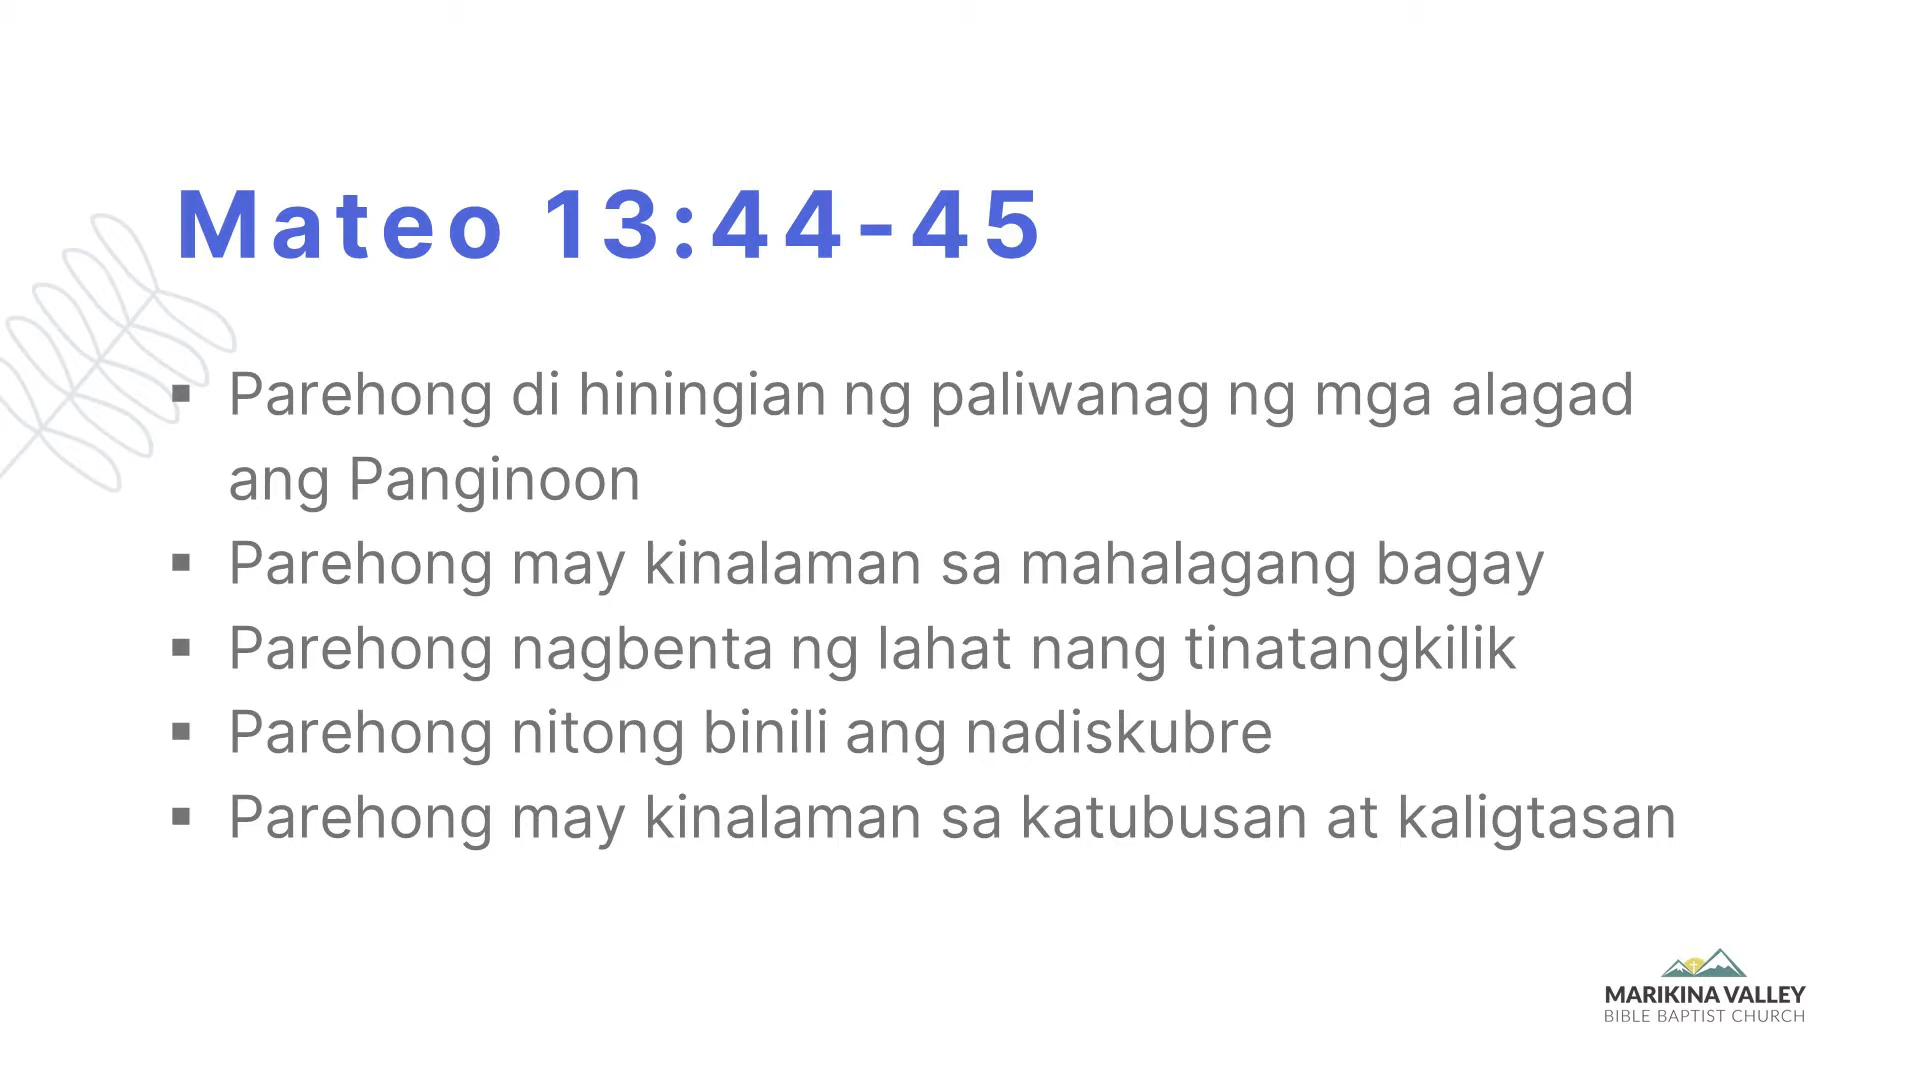 Mateo 13:44-45
▪ Parehong di hiningian ng paliwanag ng mga alagad
ang Panginoon
▪ Parehong may kinalaman sa mahalagang bagay
▪ Parehong nagbenta ng lahat nang tinatangkilik
▪ Parehong nitong binili ang nadiskubre
▪ Parehong may kinalaman sa katubusan at kaligtasan
MARIKINA VALLEY
BIBLE BAPTIST CHURCH